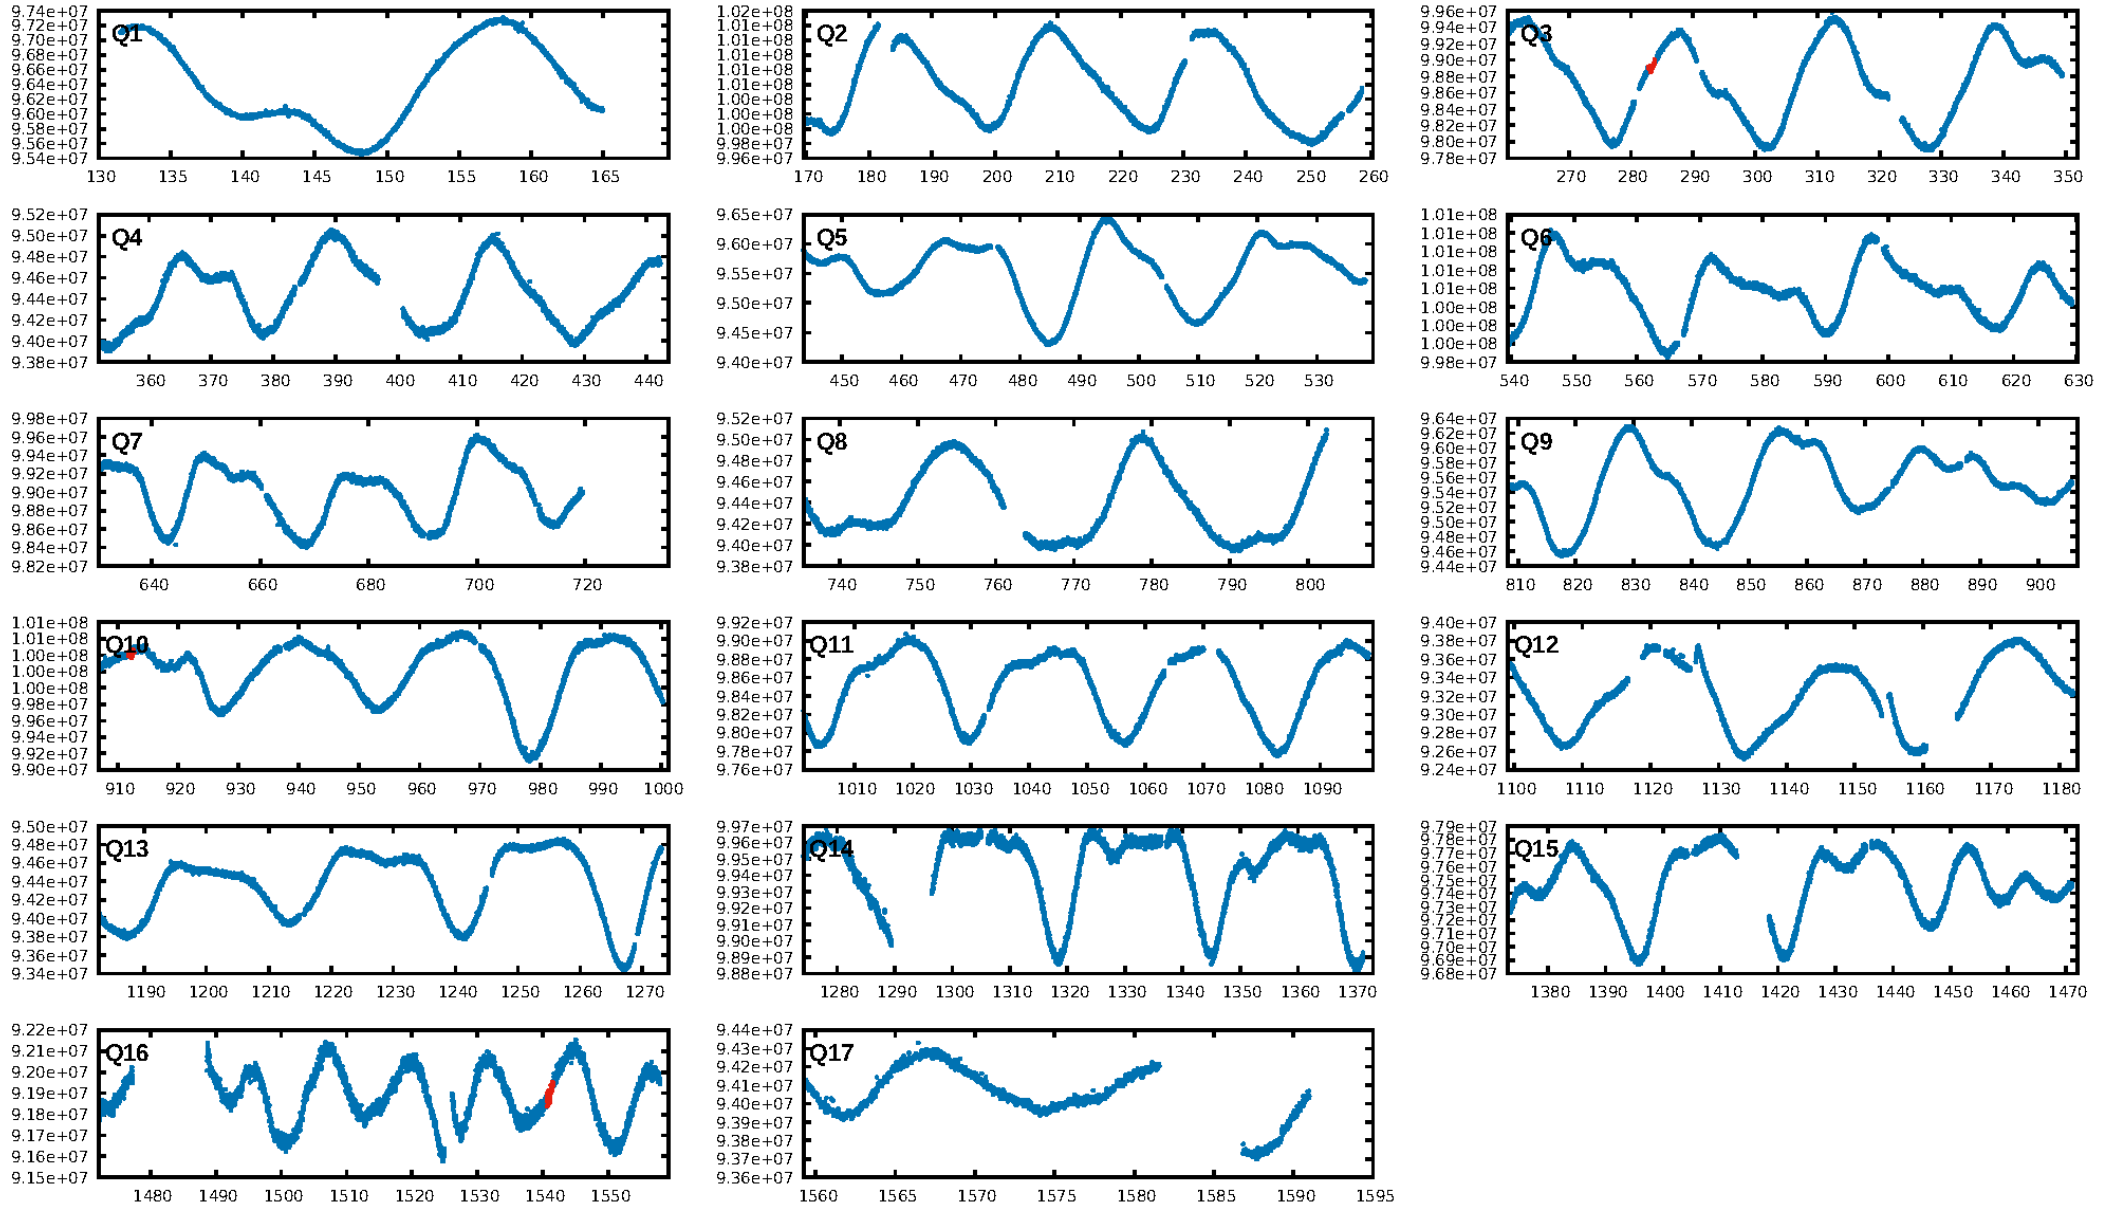 Q1
9.74e+07
9.72e+07
9.70e+07
9.68e+07
9.66e+07
9.64e+07
9.62e+07
9.60e+07
9.58e+07
9.56e+07
9.54e+07
130 135 140 145 150 155 160 165
Q2
1.02e+08
1.01e+08
1.01e+08
1.01e+08
1.01e+08
1.01e+08
1.00e+08
1.00e+08
1.00e+08
9.98e+07
9.96e+07
170 180 190 200 210 220 230 240 250 260
Q3
9.96e+07
9.94e+07
9.92e+07
9.90e+07
9.88e+07
9.86e+07
9.84e+07
9.82e+07
9.80e+07
9.78e+07
270 280 290 300 310 320 330 340 350
Q4
9.52e+07
9.50e+07
9.48e+07
9.46e+07
9.44e+07
9.42e+07
9.40e+07
9.38e+07
360 370 380 390 400 410 420 430 440
Q5
9.65e+07
9.60e+07
9.55e+07
9.50e+07
9.45e+07
9.40e+07
450 460 470 480 490 500 510 520 530
Q6
1.01e+08
1.01e+08
1.01e+08
1.01e+08
1.01e+08
1.00e+08
1.00e+08
1.00e+08
9.98e+07
540 550 560 570 580 590 600 610 620 630
Q7
9.98e+07
9.96e+07
9.94e+07
9.92e+07
9.90e+07
9.88e+07
9.86e+07
9.84e+07
9.82e+07
640 660 680 700 720
Q8
9.52e+07
9.50e+07
9.48e+07
9.46e+07
9.44e+07
9.42e+07
9.40e+07
9.38e+07
740 750 760 770 780 790 800
Q9
9.64e+07
9.62e+07
9.60e+07
9.58e+07
9.56e+07
9.54e+07
9.52e+07
9.50e+07
9.48e+07
9.46e+07
9.44e+07
810 820 830 840 850 860 870 880 890 900
Q10
1.01e+08
1.01e+08
1.00e+08
1.00e+08
1.00e+08
9.98e+07
9.96e+07
9.94e+07
9.92e+07
9.90e+07
910 920 930 940 950 960 970 980 990 1000
Q11
9.92e+07
9.90e+07
9.88e+07
9.86e+07
9.84e+07
9.82e+07
9.80e+07
9.78e+07
9.76e+07
1010 1020 1030 1040 1050 1060 1070 1080 1090
Q12
9.40e+07
9.38e+07
9.36e+07
9.34e+07
9.32e+07
9.30e+07
9.28e+07
9.26e+07
9.24e+07
1100 1110 1120 1130 1140 1150 1160 1170 1180
Q13
9.50e+07
9.48e+07
9.46e+07
9.44e+07
9.42e+07
9.40e+07
9.38e+07
9.36e+07
9.34e+07
1190 1200 1210 1220 1230 1240 1250 1260 1270
Q14
9.97e+07
9.96e+07
9.95e+07
9.94e+07
9.93e+07
9.92e+07
9.91e+07
9.90e+07
9.89e+07
9.88e+07
1280 1290 1300 1310 1320 1330 1340 1350 1360 1370
Q15
9.79e+07
9.78e+07
9.77e+07
9.76e+07
9.75e+07
9.74e+07
9.73e+07
9.72e+07
9.71e+07
9.70e+07
9.69e+07
9.68e+07
1380 1390 1400 1410 1420 1430 1440 1450 1460 1470
Q16
9.22e+07
9.21e+07
9.20e+07
9.19e+07
9.18e+07
9.17e+07
9.16e+07
9.15e+07
1480 1490 1500 1510 1520 1530 1540 1550
Q17
9.44e+07
9.43e+07
9.42e+07
9.41e+07
9.40e+07
9.39e+07
9.38e+07
9.37e+07
9.36e+07
1560 1565 1570 1575 1580 1585 1590 1595